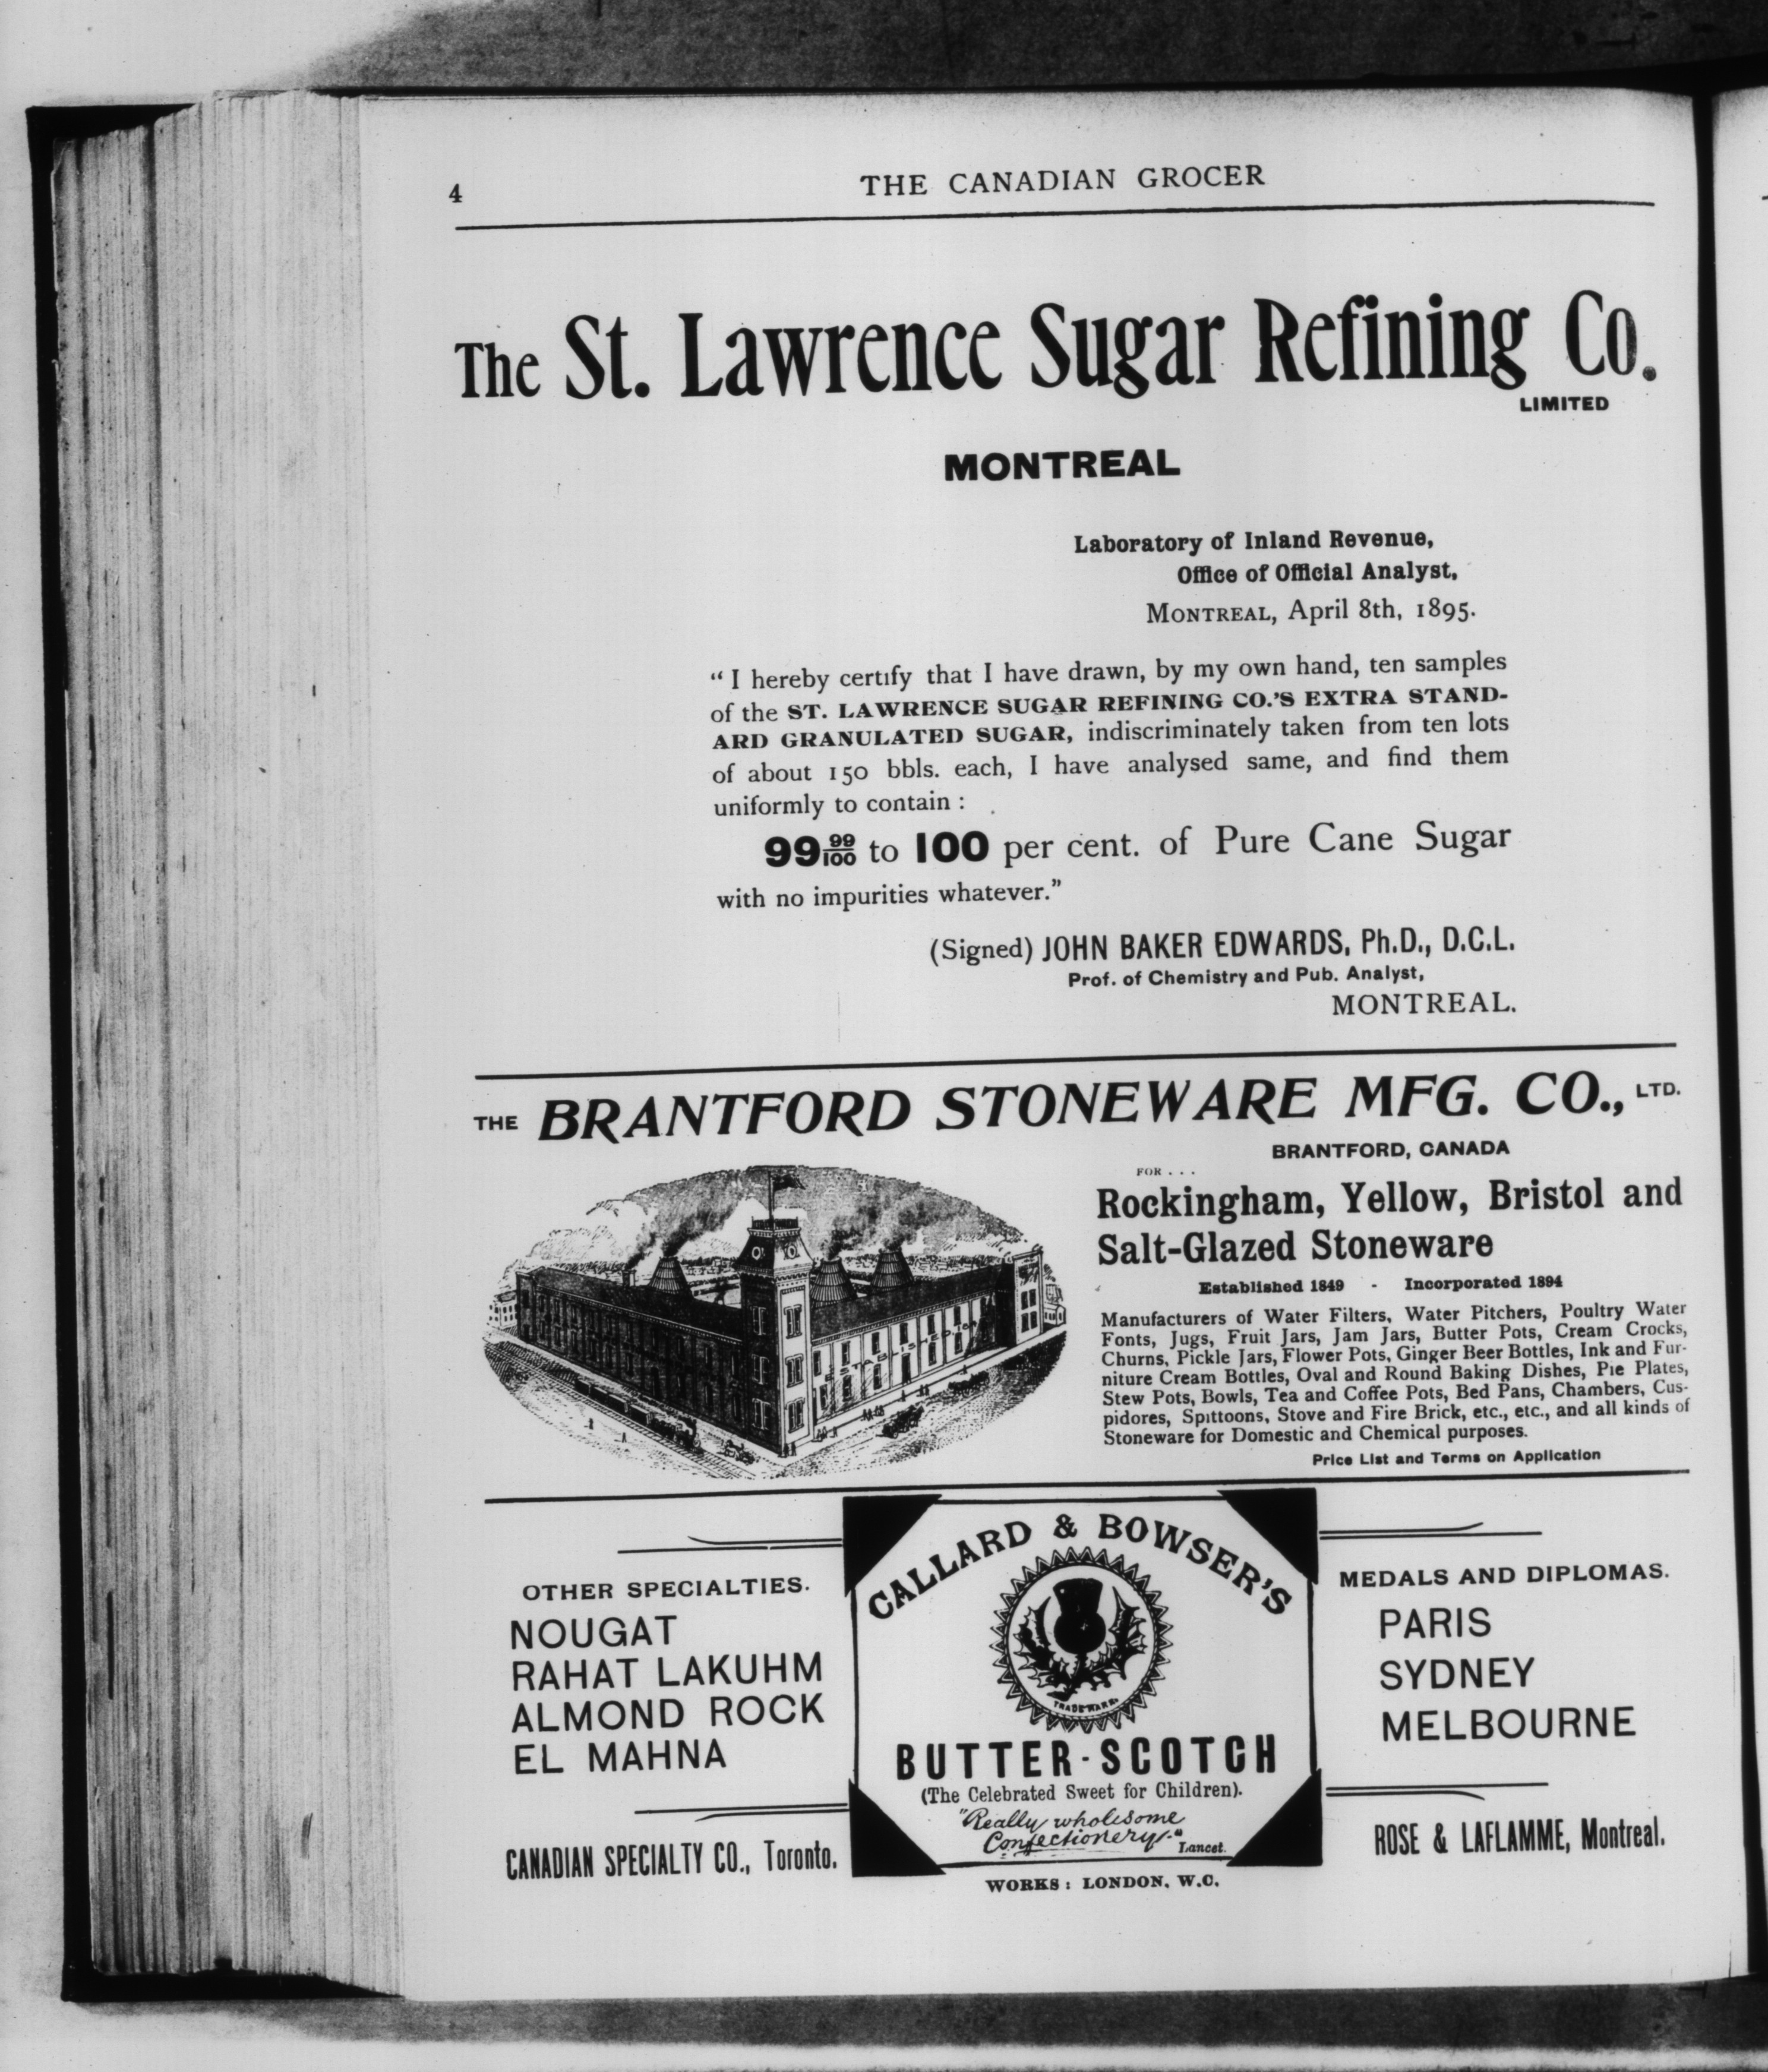 4
THE CANADIAN GROCER
The St. Lawrence Sugar Refining Co.
LIMITED
MONTREAL
Laboratory of Inland Revenue,
Office of Official Analyst,
MONTREAL, April 8th, 1895.
“ I hereby certify that I have drawn, by my own hand, ten samples
of the ST. LAWRENCE SUGAR REFINING CO.'S EXTRA STAND-
ARD GRANULATED SUGAR, indiscriminately taken from ten lots
of about 150 bbls. each, I have analysed same, and find them
uniformly to contain :
99 99/100 to 100 per cent. of Pure Cane Sugar
with no impurities whatever.”
(Signed) JOHN BAKER EDWARDS, Ph.D., D.C.L.
Prof. of Chemistry and Pub. Analyst,
MONTREAL.
THE BRANTFORD STONEWARE MFG. CO., LTD.
BRANTFORD, CANADA
FOR . . .
Rockingham, Yellow, Bristol and
Salt-Glazed Stoneware
Established 1849 - Incorporated 1894
Manufacturers of Water Filters, Water Pitchers, Poultry Water
Fonts, Jugs, Fruit Jars, Jam Jars, Butter Pots, Cream Crocks,
Churns, Pickle Jars, Flower Pots, Ginger Beer Bottles, Ink and Fur-
niture Cream Bottles, Oval and Round Baking Dishes, Pie Plates,
Stew Pots, Bowls, Tea and Coffee Pots, Bed Pans, Chambers, Cus-
pidores, Spittoons, Stove and Fire Brick, etc., etc., and all kinds of
Stoneware for Domestic and Chemical purposes.
Price List and Terms on Application
OTHER SPECIALTIES.
NOUGAT
RAHAT LAKUHM
ALMOND ROCK
EL MAHNA
CANADIAN SPECIALTY CO., Toronto.
CALLARD & BOWSER'S
TRADE MARK
BUTTER-SCOTCH
(The Celebrated Sweet for Children).
"Really wholesome
Confectionery."
Lancet.
WORKS: LONDON, W.C.
MEDALS AND DIPLOMAS.
PARIS
SYDNEY
MELBOURNE
ROSE & LAFLAMME, Montreal.